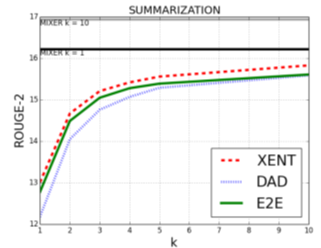 SUMMARIZATION
17
MIXER k = 10
MIXER k = 1
16
15
14
13
12
ROUGE-2
XENT
DAD
E2E
1 2 3 4 5 6 7 8 9 10
k